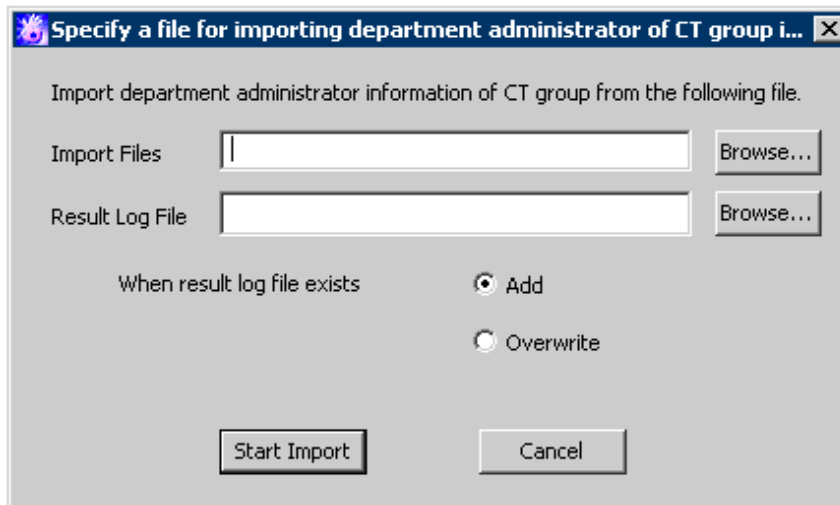 Specify a file for importing department administrator of CT group i...
Import department administrator information of CT group from the following file.
Import Files Browse...
Result Log File Browse...
When result log file exists Add
Overwrite
Start Import Cancel